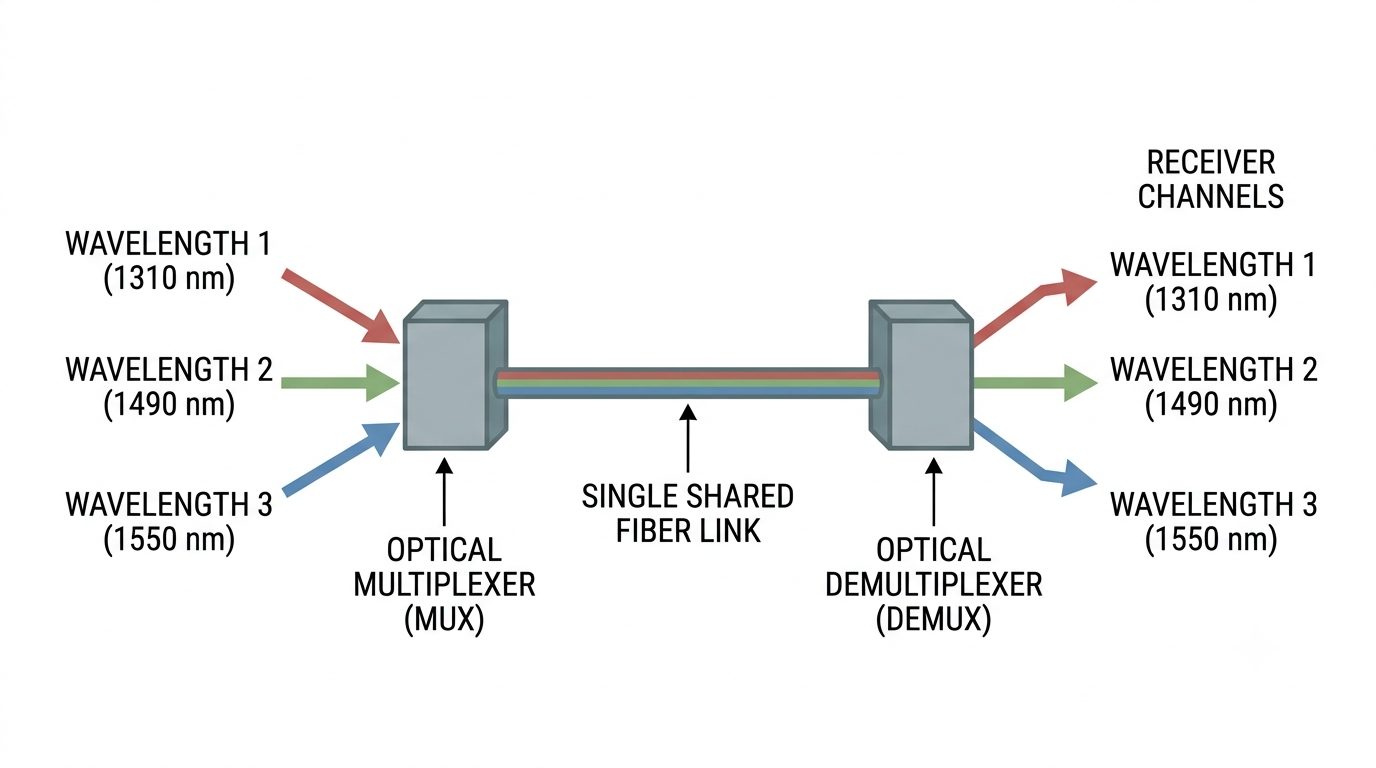 WAVELENGTH 1
(1310 nm)
WAVELENGTH 2
(1490 nm)
WAVELENGTH 3
(1550 nm)
OPTICAL
MULTIPLEXER
(MUX)
SINGLE SHARED
FIBER LINK
OPTICAL
DEMULTIPLEXER
(DEMUX)
RECEIVER
CHANNELS
WAVELENGTH 1
(1310 nm)
WAVELENGTH 2
(1490 nm)
WAVELENGTH 3
(1550 nm)